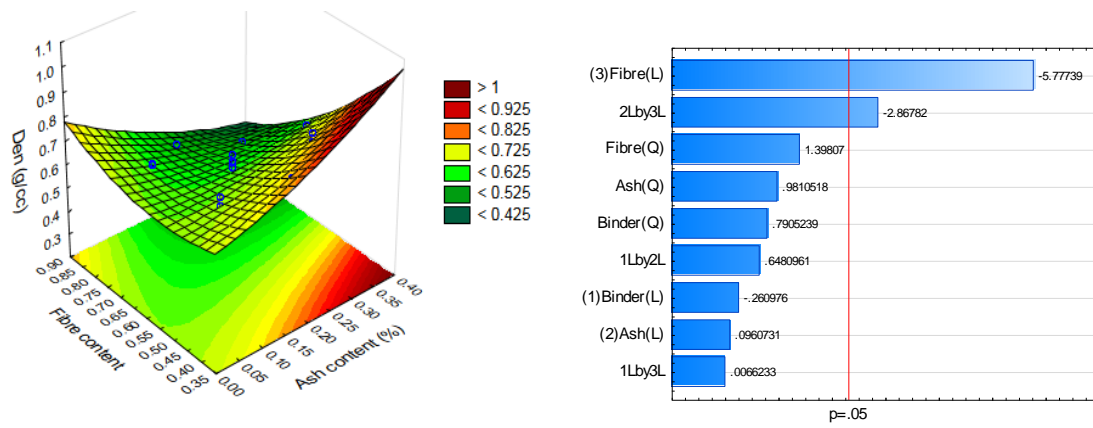 1.1
1.0
0.9
0.8
0.7
0.6
0.5
0.4
0.3
Den (g/cc)
0.90
0.85
0.80
0.75
0.70
0.65
0.60
0.55
0.50
0.45
0.40
0.35
Fibre content
0.00
0.05
0.10
0.15
0.20
0.25
0.30
0.35
0.40
Ash content (%)
> 1
< 0.925
< 0.825
< 0.725
< 0.625
< 0.525
< 0.425
(3)Fibre(L) -5.77739
2Lby3L -2.86782
Fibre(Q) 1.39807
Ash(Q) .9810518
Binder(Q) .7905239
1Lby2L .6480961
(1)Binder(L) -.260976
(2)Ash(L) .0960731
1Lby3L .0066233
p=.05